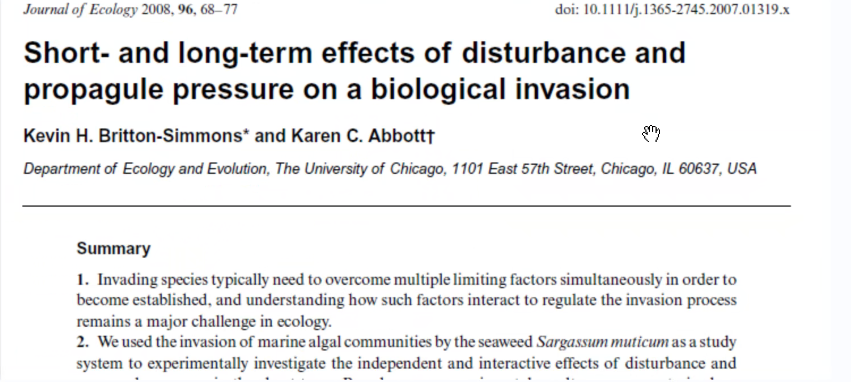 Journal of Ecology 2008, 96, 68–77
doi: 10.1111/j.1365-2745.2007.01319.x
Short- and long-term effects of disturbance and
propagule pressure on a biological invasion
Kevin H. Britton-Simmons* and Karen C. Abbott†
Department of Ecology and Evolution, The University of Chicago, 1101 East 57th Street, Chicago, IL 60637, USA
Summary
1. Invading species typically need to overcome multiple limiting factors simultaneously in order to
become established, and understanding how such factors interact to regulate the invasion process
remains a major challenge in ecology.
2. We used the invasion of marine algal communities by the seaweed Sargassum muticum as a study
system to experimentally investigate the independent and interactive effects of disturbance and